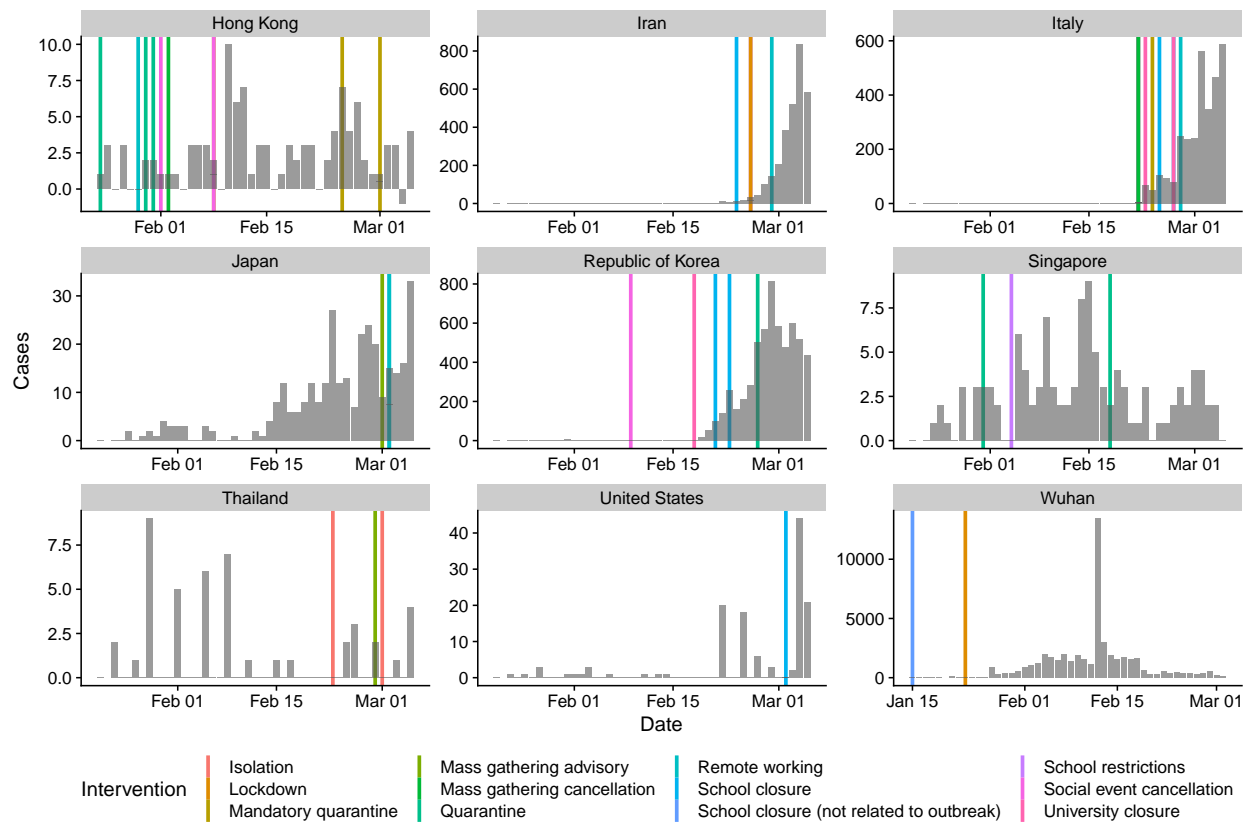 Hong Kong
Iran
Italy
10.0
7.5
5.0
2.5
0.0
Feb 01
Feb 15
Mar 01
800
600
400
200
0
Feb 01
Feb 15
Mar 01
600
400
200
0
Feb 01
Feb 15
Mar 01
Japan
Republic of Korea
Singapore
Cases
30
20
10
0
Feb 01
Feb 15
Mar 01
800
600
400
200
0
Feb 01
Feb 15
Mar 01
7.5
5.0
2.5
0.0
Feb 01
Feb 15
Mar 01
Thailand
United States
Wuhan
7.5
5.0
2.5
0.0
Feb 01
Feb 15
Mar 01
40
30
20
10
0
Feb 01
Feb 15
Mar 01
10000
5000
0
Jan 15
Feb 01
Feb 15
Mar 01
Date
Intervention
Isolation
Lockdown
Mandatory quarantine
Mass gathering advisory
Mass gathering cancellation
Quarantine
Remote working
School closure
School closure (not related to outbreak)
School restrictions
Social event cancellation
University closure